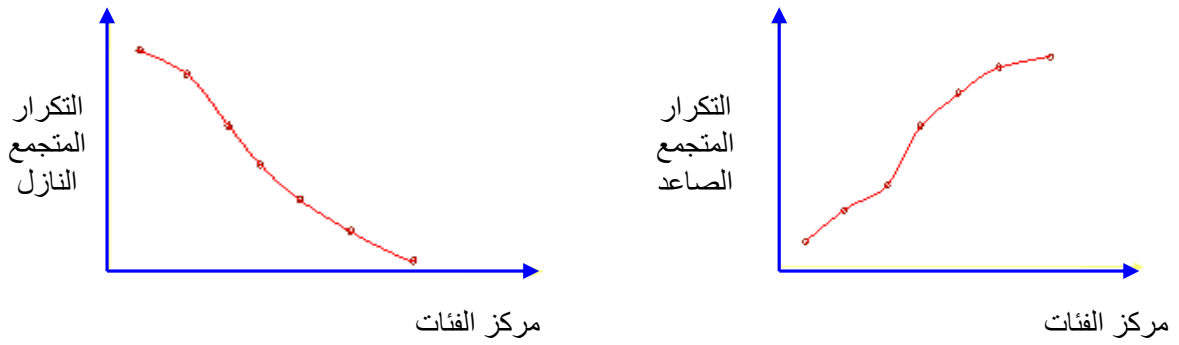 التكرار
المتجمع
الصاعد
مركز الفئات
التكرار
المتجمع
النازل
مركز الفئات